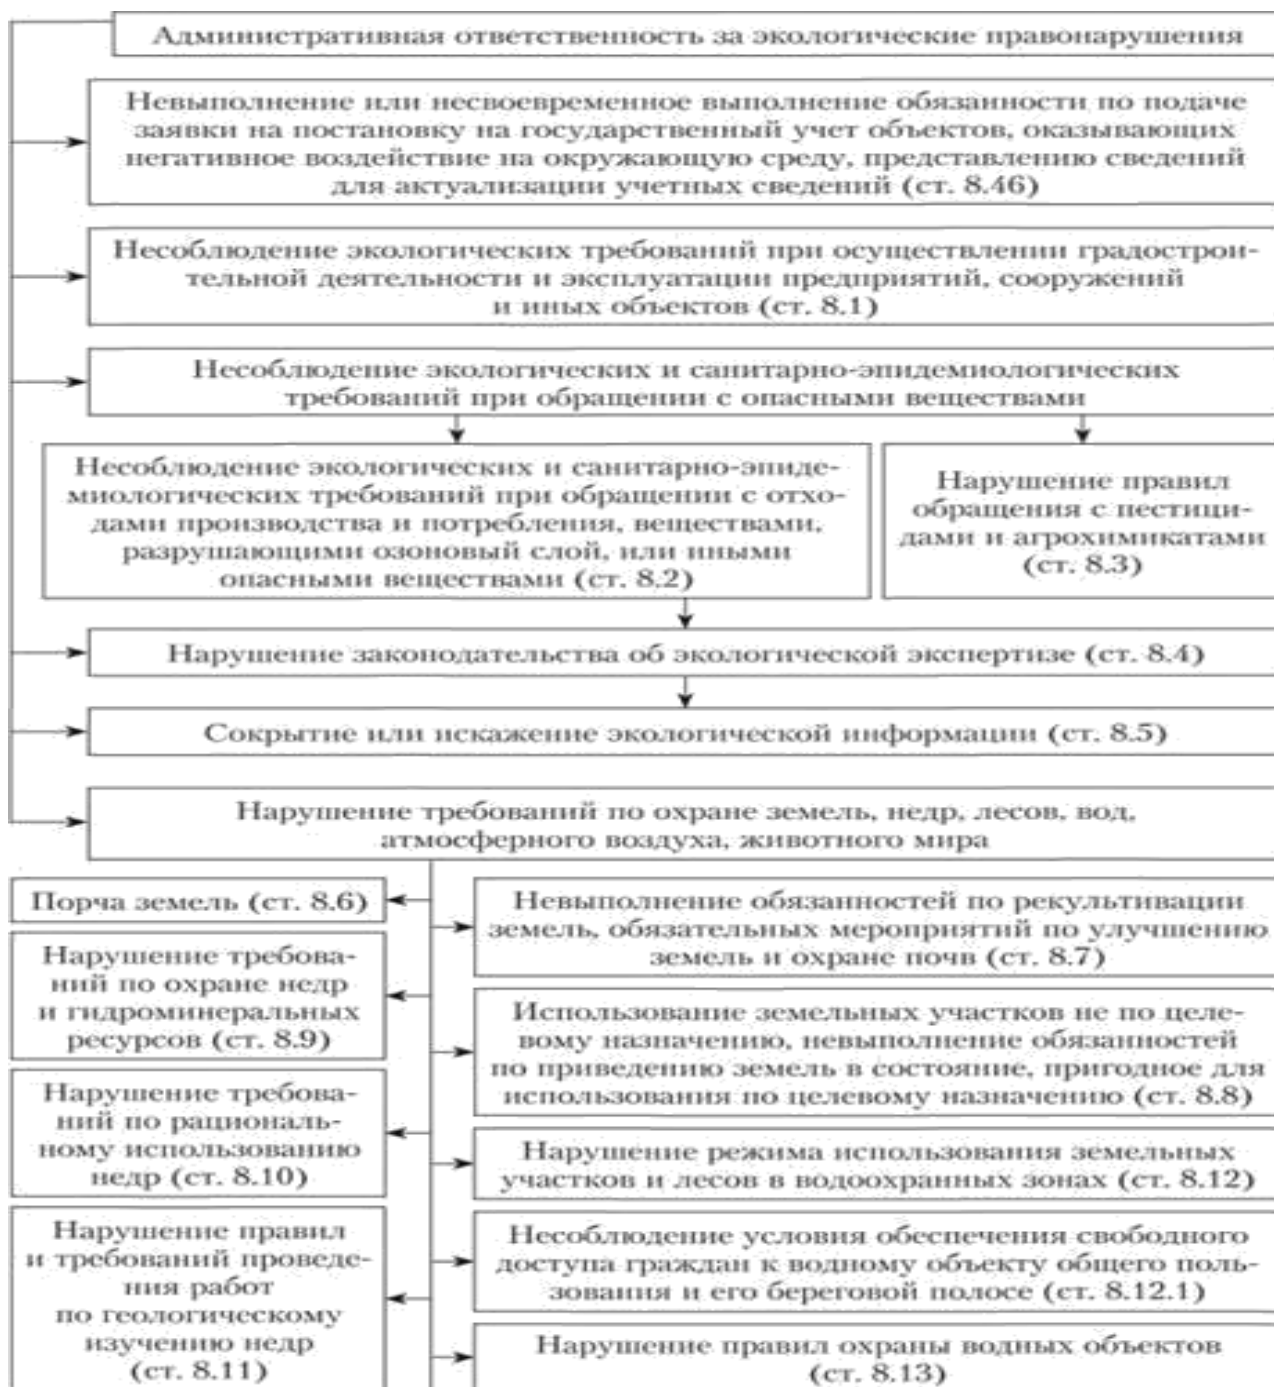 Административная ответственность за экологические правонарушения
Невыполнение или несвоевременное выполнение обязанности по подаче
заявки на постановку на государственный учет объектов, оказывающих
негативное воздействие на окружающую среду, представлению сведений
для актуализации учетных сведений (ст. 8.46)
Несоблюдение экологических требований при осуществлении градострои-
тельной деятельности и эксплуатации предприятий, сооружений
и иных объектов (ст. 8.1)
Несоблюдение экологических и санитарно-эпидемиологических
требований при обращении с опасными веществами
Несоблюдение экологических и санитарно-эпиде-
миологических требований при обращении с отхо-
дами производства и потребления, веществами,
разрушающими озоновый слой, или иными
опасными веществами (ст. 8.2)
Нарушение правил
обращения с пестици-
дами и агрохимикатами
(ст. 8.3)
Нарушение законодательства об экологической экспертизе (ст. 8.4)
Сокрытие или искажение экологической информации (ст. 8.5)
Нарушение требований по охране земель, недр, лесов, вод,
атмосферного воздуха, животного мира
Порча земель (ст. 8.6)
Нарушение требова-
ний по охране недр
и гидроминеральных
ресурсов (ст. 8.9)
Нарушение требова-
ний по рациональ-
ному использованию
недр (ст. 8.10)
Нарушение правил
и требований проведе-
ния работ
по геологическому
изучению недр
(ст. 8.11)
Невыполнение обязанностей по рекультивации
земель, обязательных мероприятий по улучшению
земель и охране почв (ст. 8.7)
Использование земельных участков не по целе-
вому назначению, невыполнение обязанностей
по приведению земель в состояние, пригодное для
использования по целевому назначению (ст. 8.8)
Нарушение режима использования земельных
участков и лесов в водоохранных зонах (ст. 8.12)
Несоблюдение условия обеспечения свободного
доступа граждан к водному объекту общего поль-
зования и его береговой полосе (ст. 8.12.1)
Нарушение правил охраны водных объектов
(ст. 8.13)